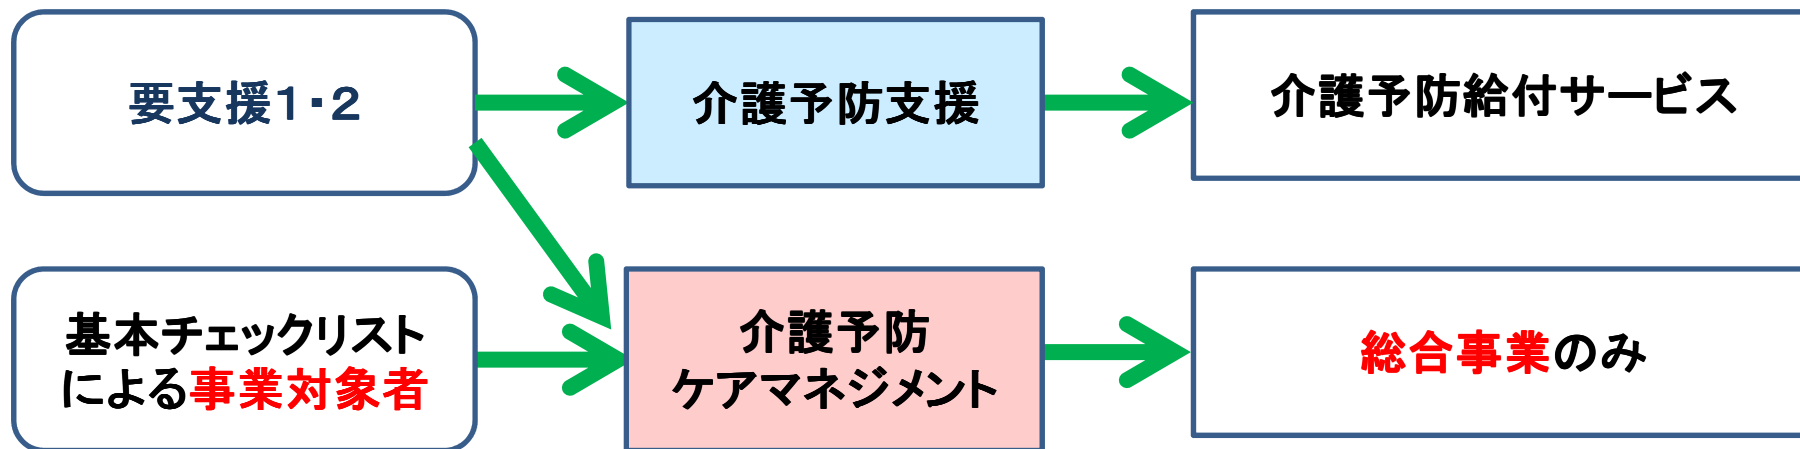 要支援１・２
介護予防支援
介護予防給付サービス
基本チェックリスト
による事業対象者
介護予防
ケアマネジメント
総合事業のみ